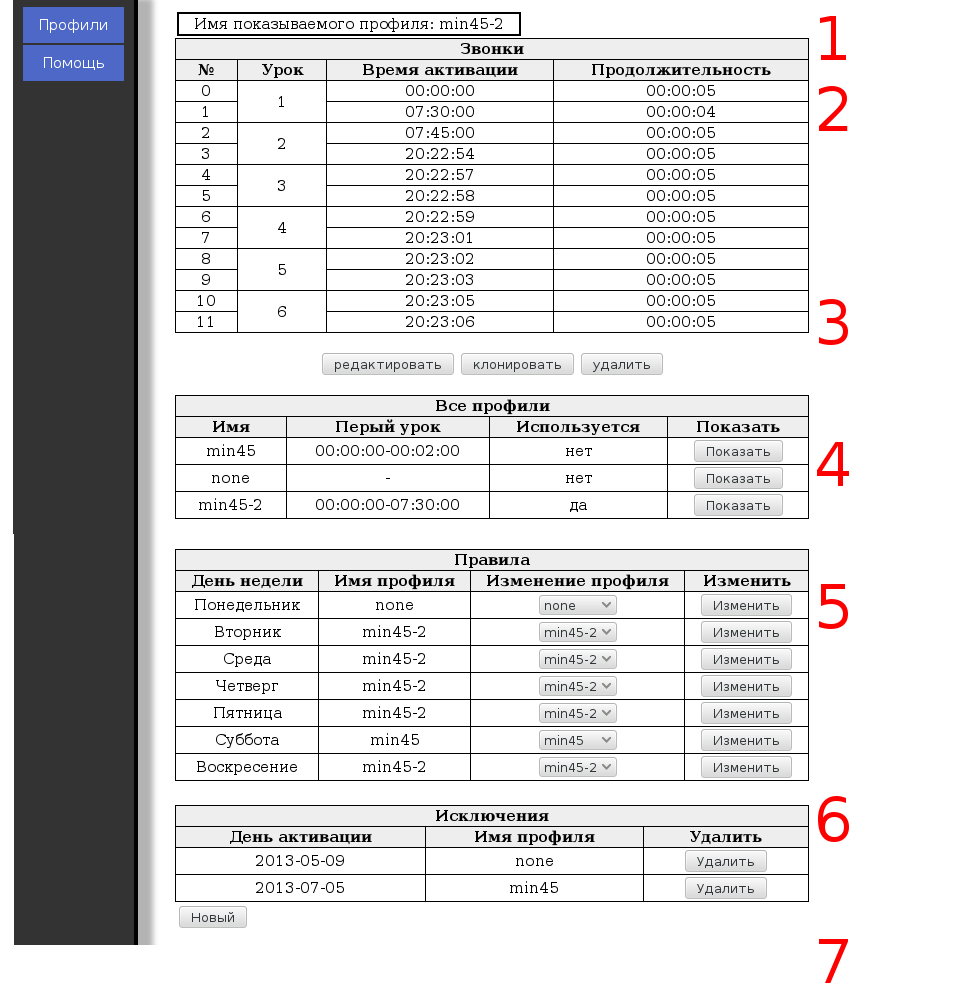 Профили
Помощь
Имя показываемого профиля: min45-2
1
Звонки
№ Урок Время активации Продолжительность
0 1 00:00:00 00:00:05
2
1 07:30:00 00:00:04
2 2 07:45:00 00:00:05
3 20:22:54 00:00:05
4 3 20:22:57 00:00:05
5 20:22:58 00:00:05
6 4 20:22:59 00:00:05
7 20:23:01 00:00:05
8 5 20:23:02 00:00:05
9 20:23:03 00:00:05
10 6 20:23:05 00:00:05
11 20:23:06 00:00:05
3
редактировать клонировать удалить
Все профили
Имя Перый урок Используется Показать
min45 00:00:00-00:02:00 нет Показать
4
none - нет Показать
min45-2 00:00:00-07:30:00 да Показать
Правила
День недели Имя профиля Изменение профиля Изменить
Понедельник none none Изменить
5
Вторник min45-2 min45-2 Изменить
Среда min45-2 min45-2 Изменить
Четверг min45-2 min45-2 Изменить
Пятница min45-2 min45-2 Изменить
Суббота min45 min45 Изменить
Воскресение min45-2 min45-2 Изменить
Исключения
6
День активации Имя профиля Удалить
2013-05-09 none Удалить
2013-07-05 min45 Удалить
Новый
7